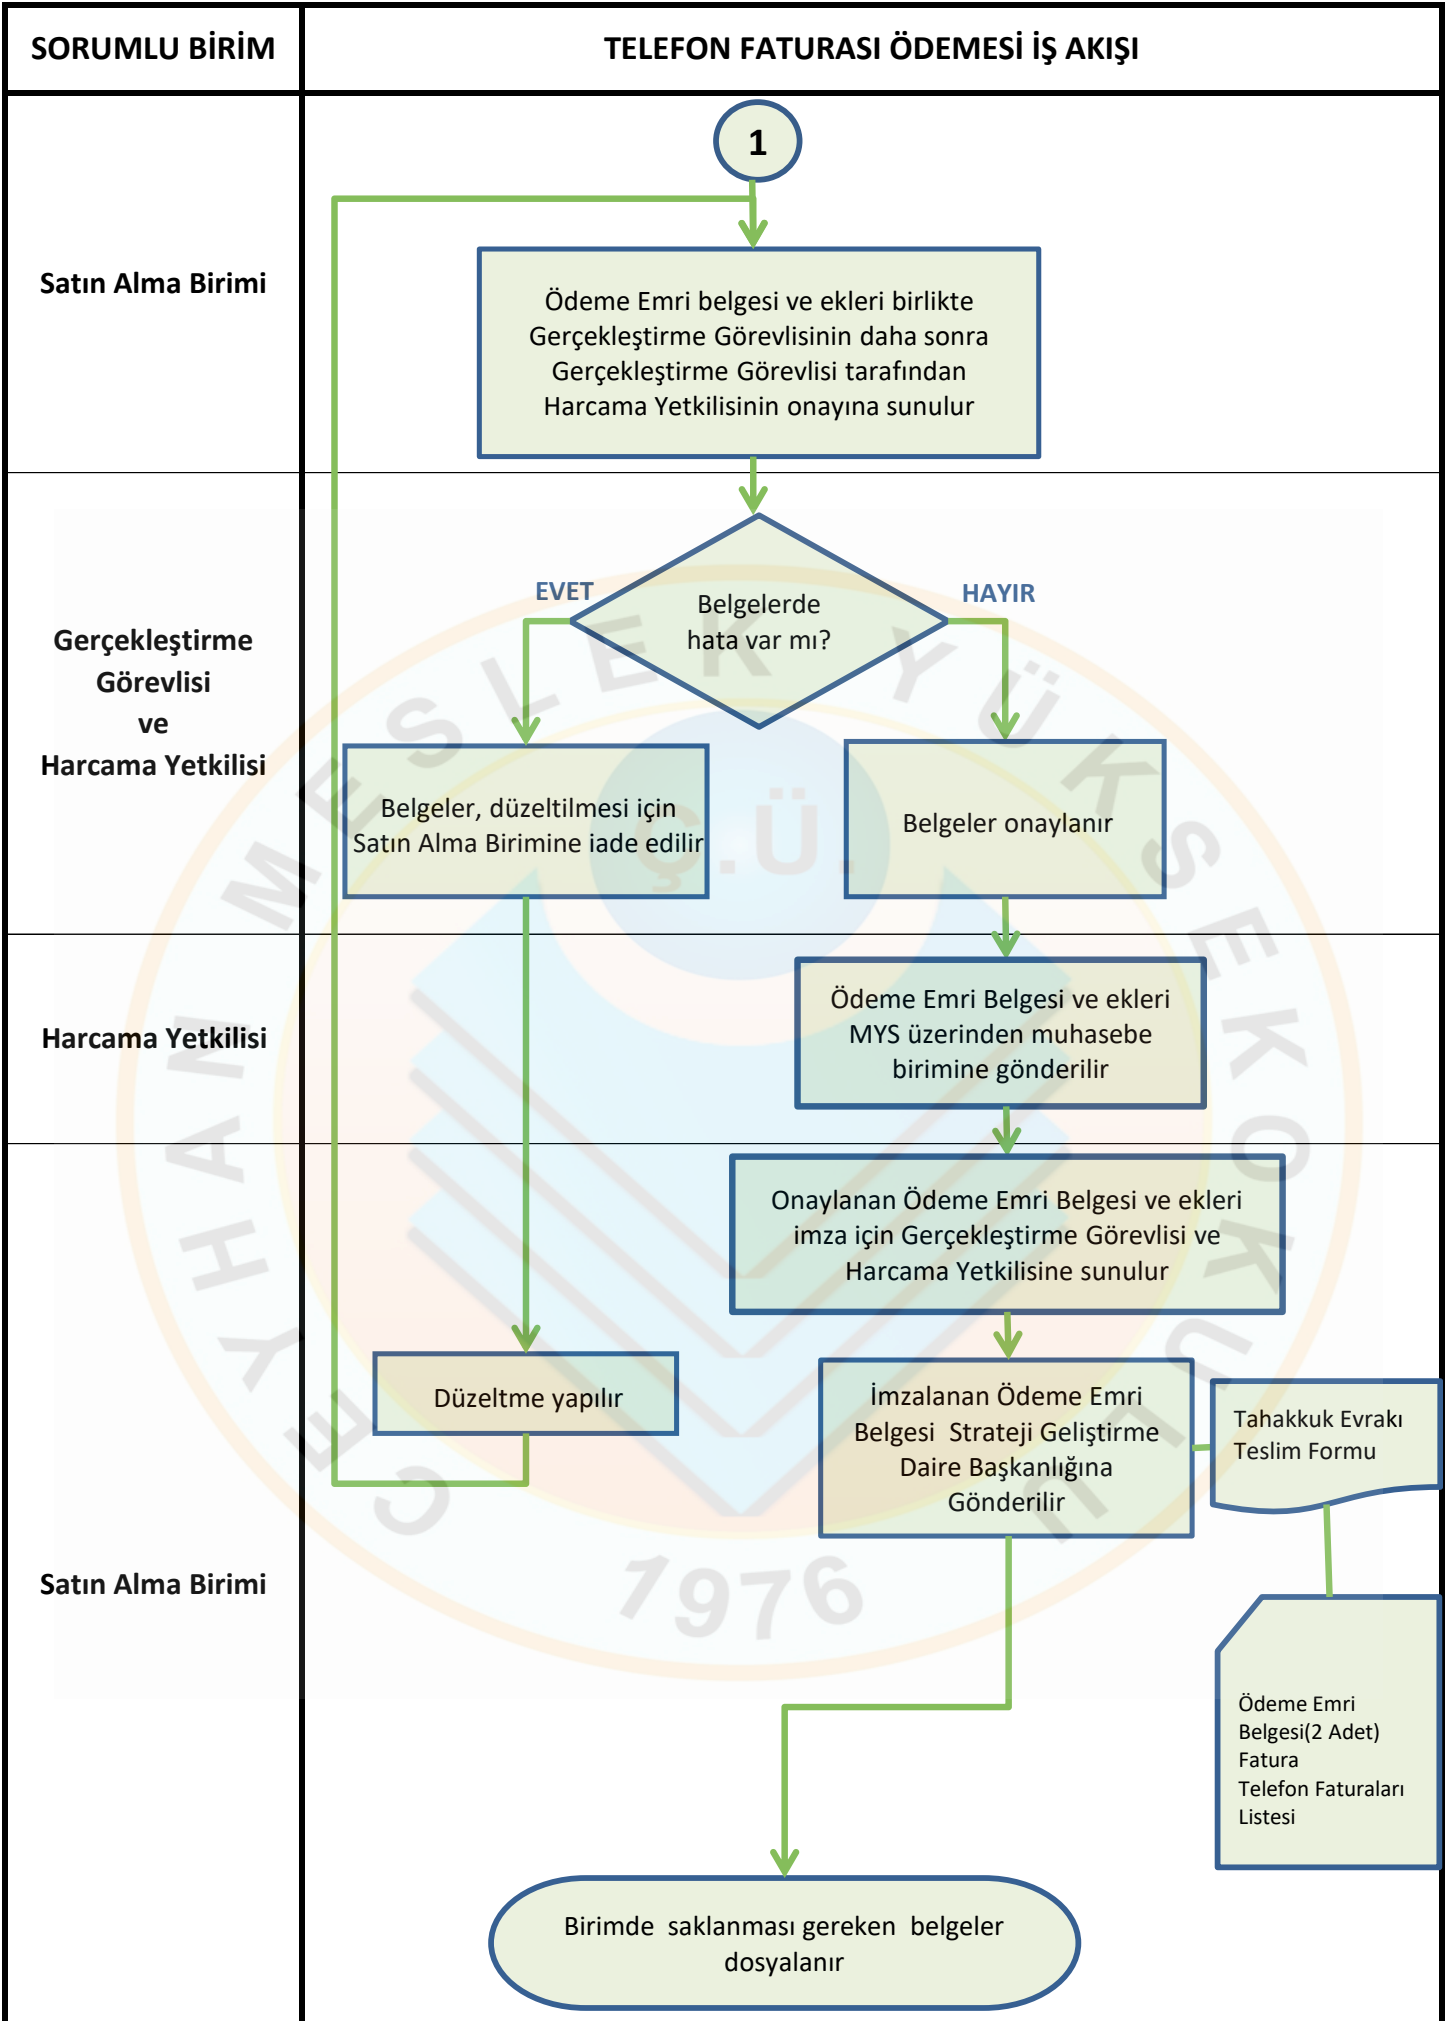 SORUMLU BİRİM
TELEFON FATURASI ÖDEMESİ İŞ AKIŞI
1
Satın Alma Birimi
Ödeme Emri belgesi ve ekleri birlikte
Gerçekleştirme Görevlisinin daha sonra
Gerçekleştirme Görevlisi tarafından
Harcama Yetkilisinin onayına sunulur
Gerçekleştirme
Görevlisi
ve
Harcama Yetkilisi
EVET
Belgelerde
hata var mı?
HAYIR
Belgeler, düzeltilmesi için
Satın Alma Birimine iade edilir
Belgeler onaylanır
Harcama Yetkilisi
Ödeme Emri Belgesi ve ekleri
MYS üzerinden muhasebe
birimine gönderilir
Onaylanan Ödeme Emri Belgesi ve ekleri
imza için Gerçekleştirme Görevlisi ve
Harcama Yetkilisine sunulur
Düzeltme yapılır
İmzalanan Ödeme Emri
Belgesi  Strateji Geliştirme
Daire Başkanlığına
Gönderilir
Tahakkuk Evrakı
Teslim Formu
Satın Alma Birimi
Ödeme Emri
Belgesi(2 Adet)
Fatura
Telefon Faturaları
Listesi
Birimde  saklanması gereken  belgeler
dosyalanır
CEYHAN MESLEK YÜKSEKOKULU
Ç.Ü.
1976